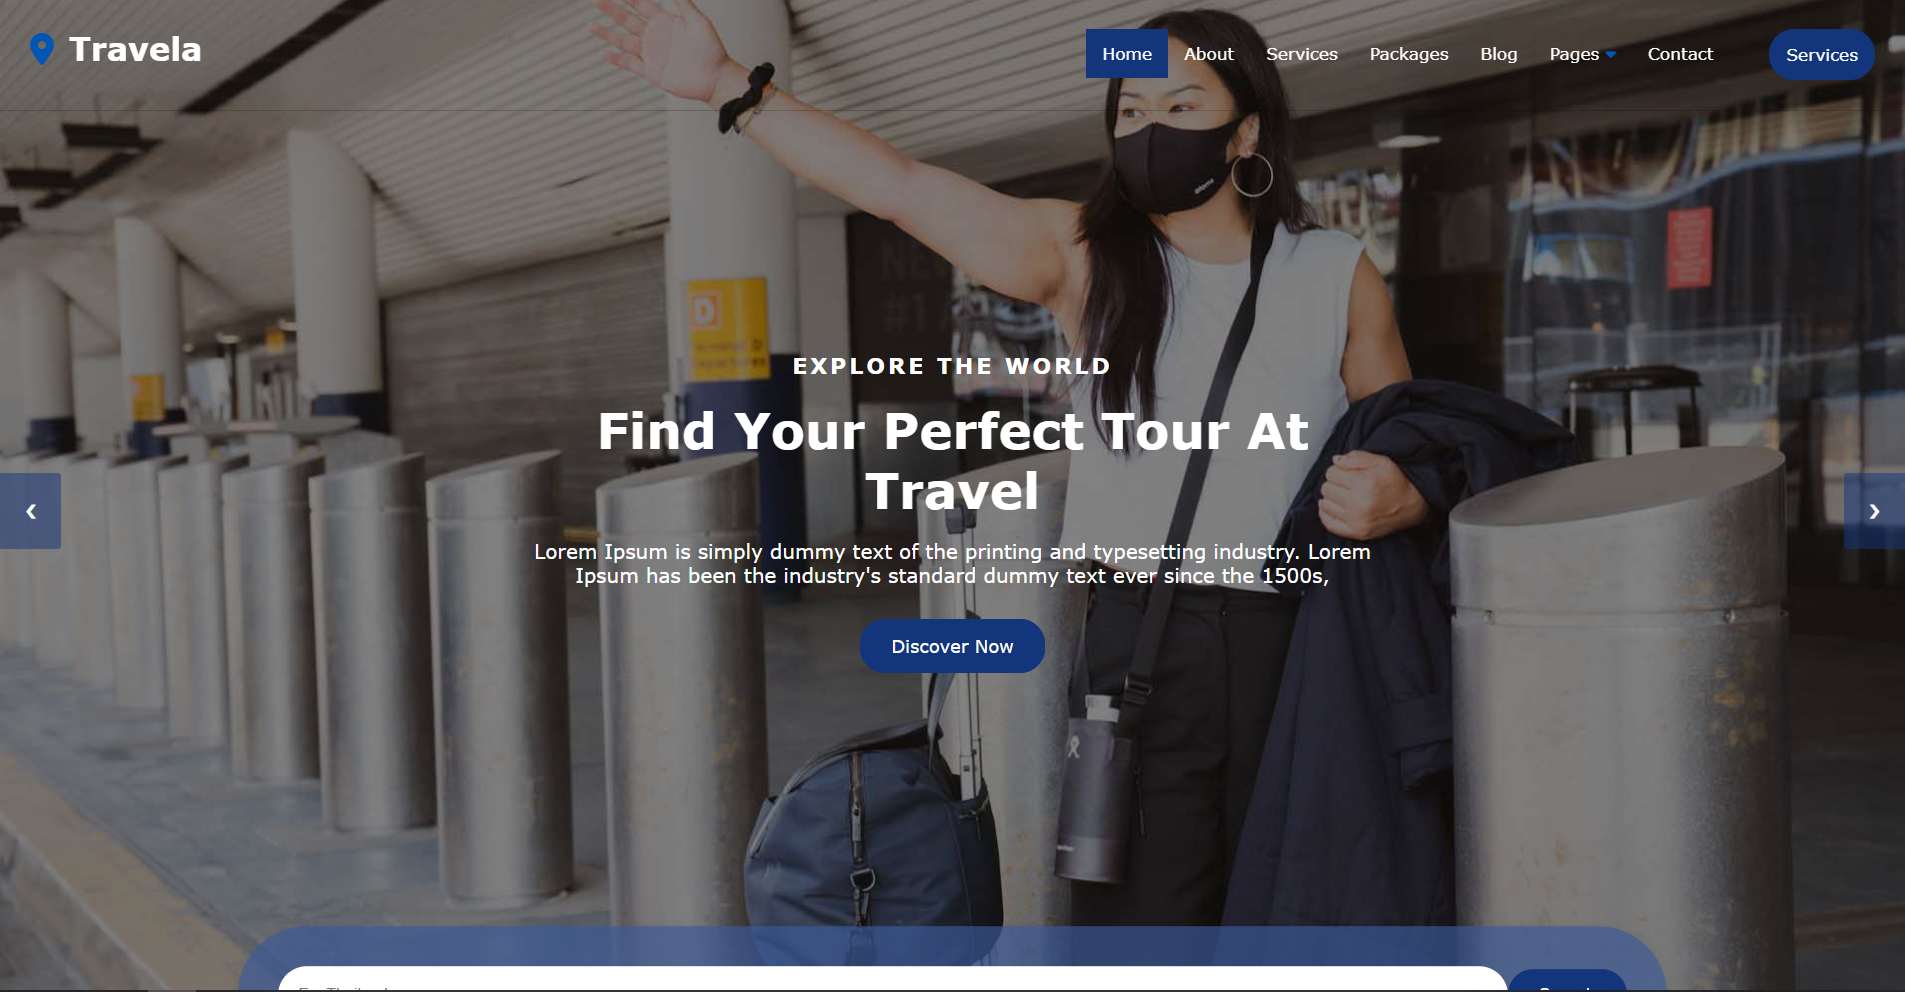 Travela
Home About Services Packages Blog Pages Contact Services
EXPLORE THE WORLD
Find Your Perfect Tour At
Travel
Lorem Ipsum is simply dummy text of the printing and typesetting industry. Lorem
Ipsum has been the industry's standard dummy text ever since the 1500s,
Discover Now